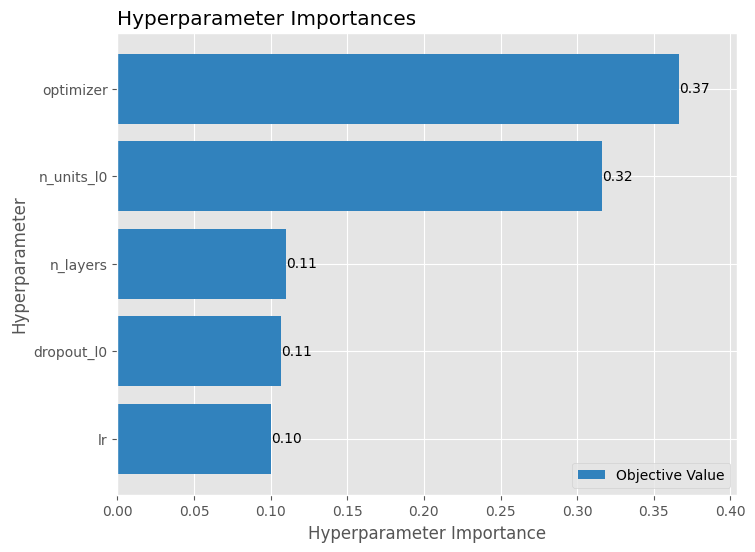 Hyperparameter Importances
Hyperparameter
optimizer
0.37
n_units_l0
0.32
n_layers
0.11
dropout_l0
0.11
lr
0.10
Objective Value
0.00 0.05 0.10 0.15 0.20 0.25 0.30 0.35 0.40
Hyperparameter Importance